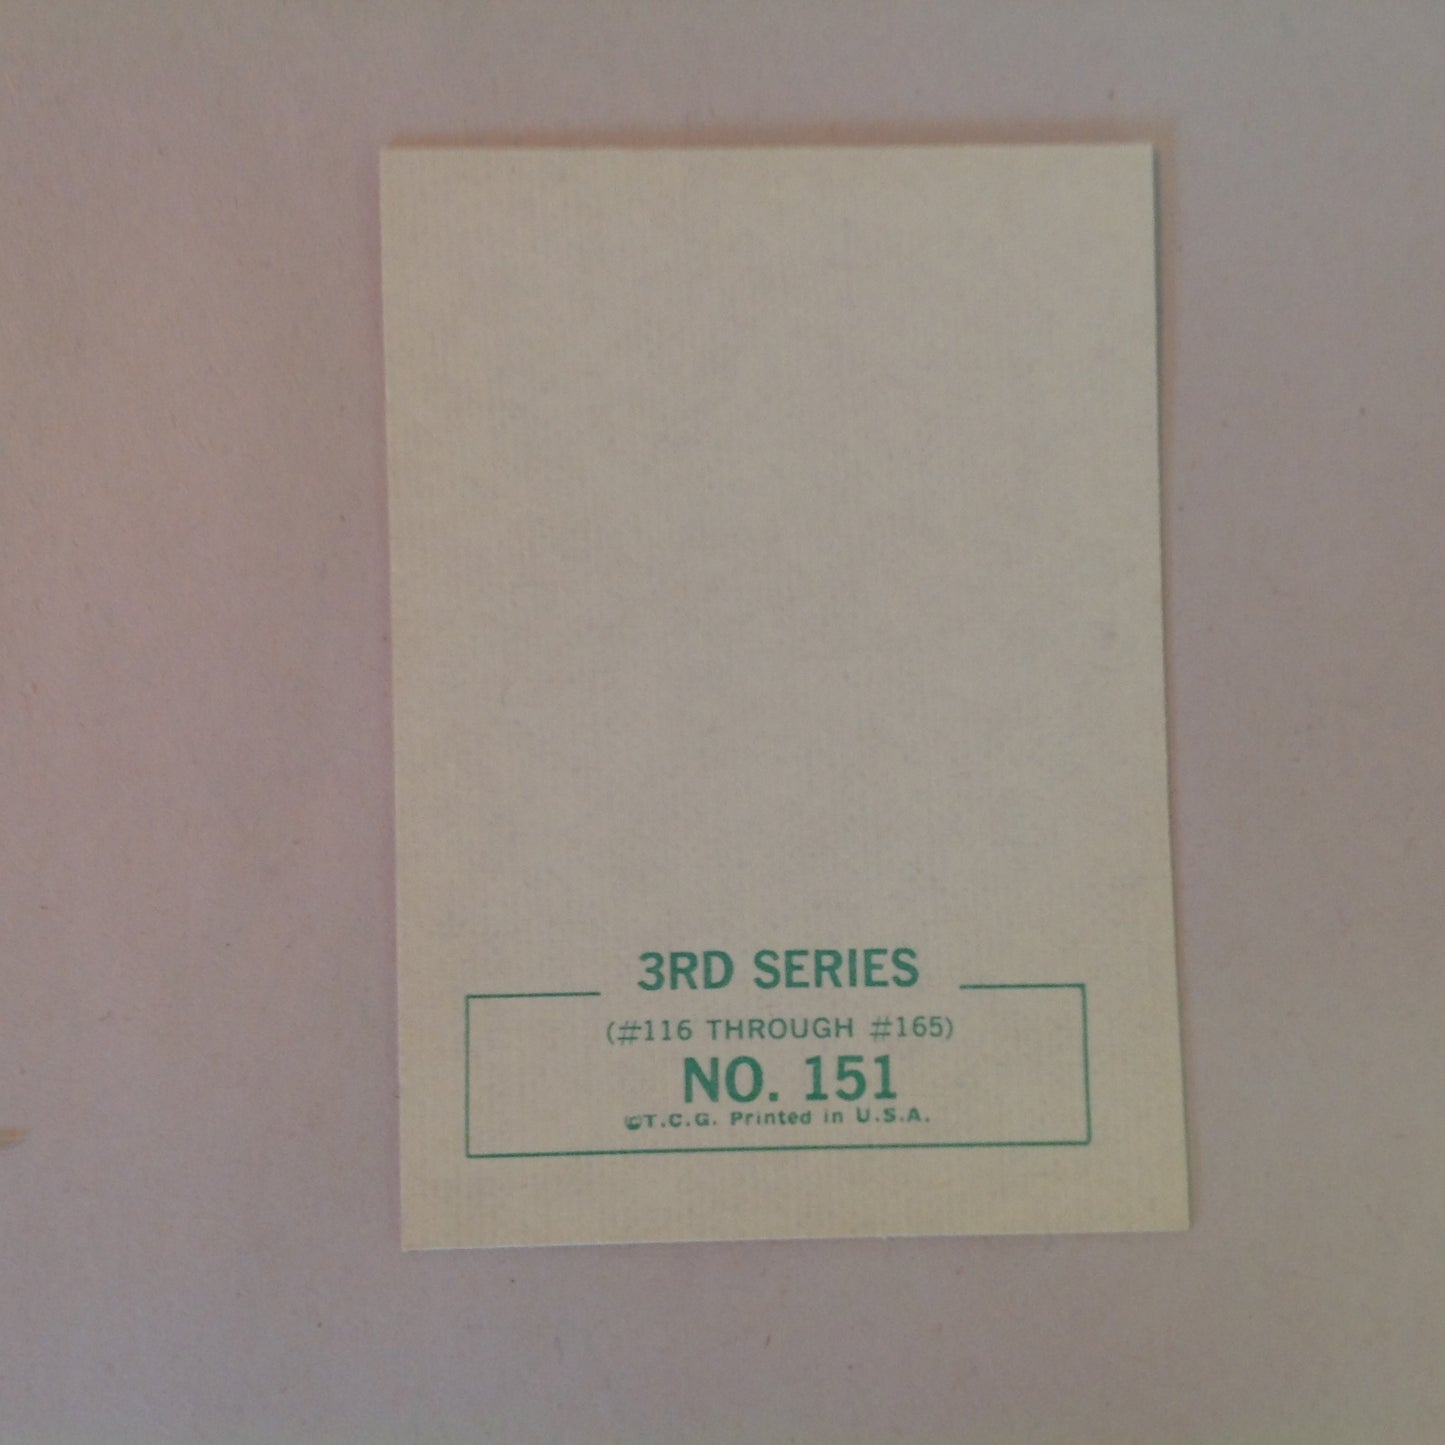 3RD SERIES
(#116 THROUGH #165)
NO. 151
©T.C.G. Printed in U.S.A.